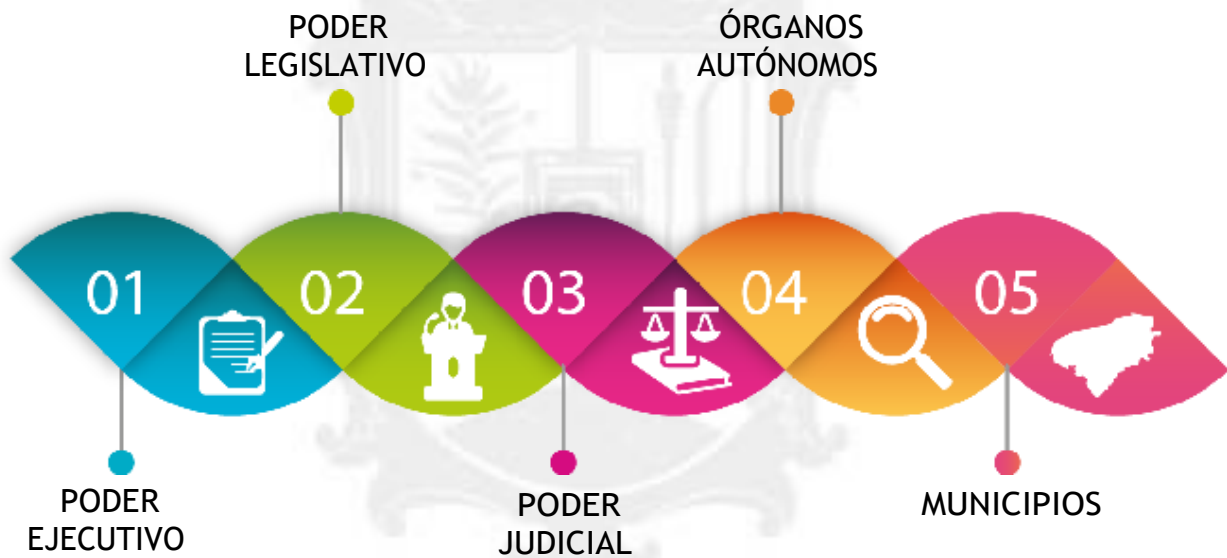 PODER
LEGISLATIVO
ÓRGANOS
AUTÓNOMOS
01
02
03
04
05
PODER
EJECUTIVO
PODER
JUDICIAL
MUNICIPIOS